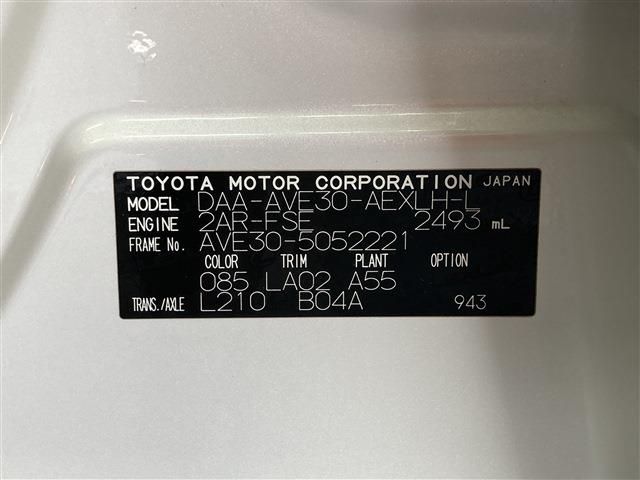 TOYOTA MOTOR CORPORATION JAPAN
MODEL DAA-AVE30-AEXLH-L
ENGINE 2AR-FSE 2493 mL
FRAME No. AVE30-5052221
COLOR TRIM PLANT OPTION
085 LA02 A55
TRANS./AXLE L210 B04A 943